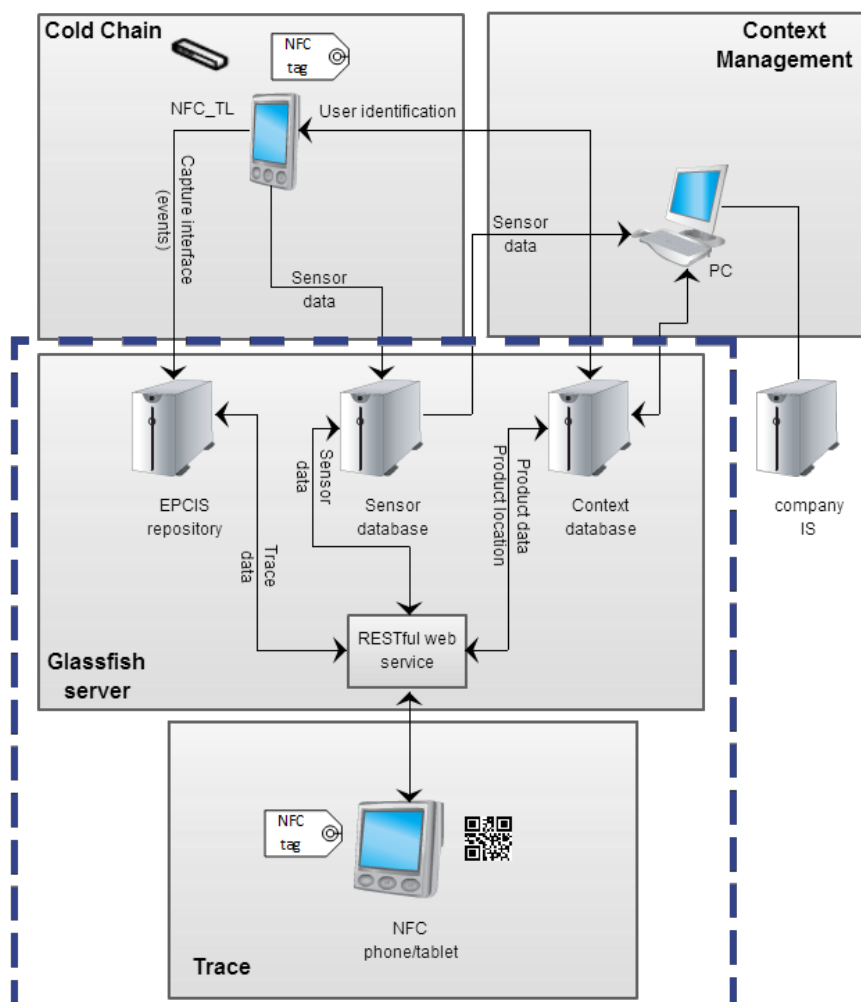 Cold Chain
NFC
tag
NFC_TL
User identification
Capture interface
(events)
Sensor
data
Context
Management
Sensor
data
PC
EPCIS
repository
Sensor
database
Context
database
company
IS
Trace
data
Sensor
data
Product data
Product location
RESTful web
service
Glassfish
server
NFC
tag
NFC
phone/tablet
Trace